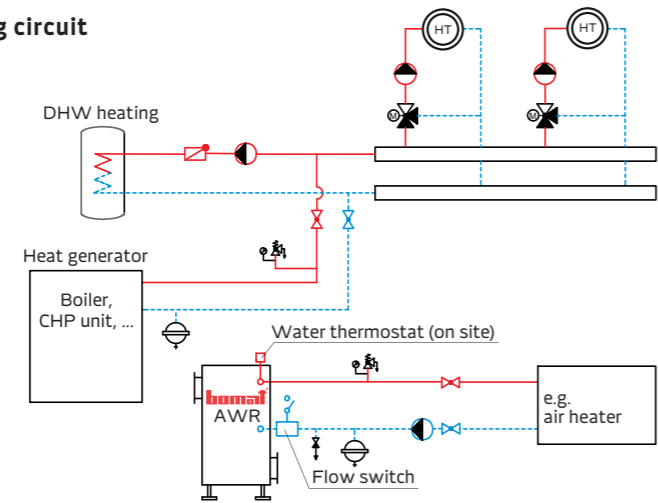 g circuit
HT
HT
M
M
DHW heating
Heat generator
Boiler,
CHP unit, ...
Water thermostat (on site)
bomat
AWR
e.g.
air heater
Flow switch